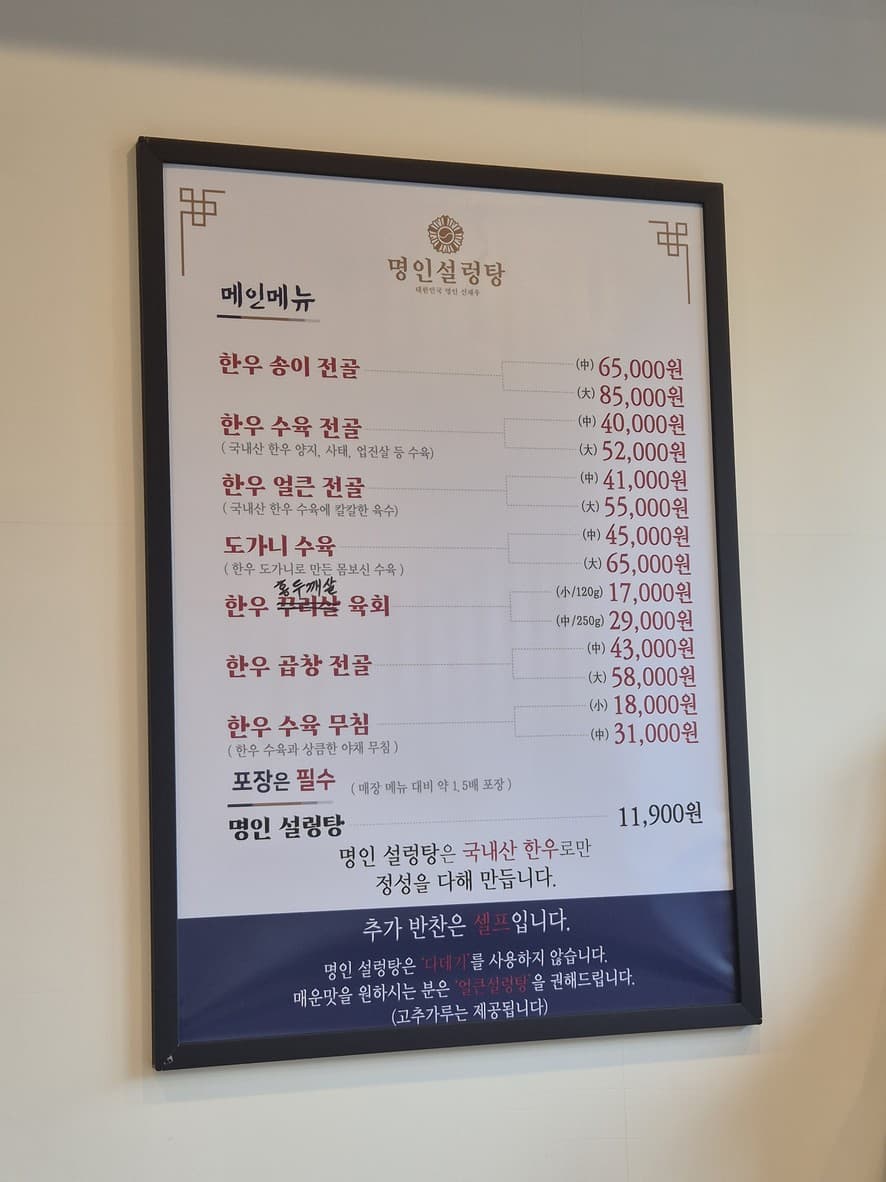 명인설렁탕
대한민국 명인 신재우
메인메뉴
한우 송이 전골 (中) 65,000원
(大) 85,000원
한우 수육 전골 (中) 40,000원
( 국내산 한우 양지, 사태, 업진살 등 수육) (大) 52,000원
한우 얼큰 전골 (中) 41,000원
( 국내산 한우 수육에 칼칼한 육수) (大) 55,000원
도가니 수육 (中) 45,000원
( 한우 도가니로 만든 몸보신 수육 ) (大) 65,000원
홍두깨살
한우 꾸리살 육회 (小/120g) 17,000원
(中/250g) 29,000원
한우 곱창 전골 (中) 43,000원
(大) 58,000원
한우 수육 무침 (小) 18,000원
( 한우 수육과 상큼한 야채 무침 ) (中) 31,000원
포장은 필수 ( 매장 메뉴 대비 약 1.5배 포장 )
명인 설렁탕 11,900원
명인 설렁탕은 국내산 한우로만
정성을 다해 만듭니다.
추가 반찬은 셀프입니다.
명인 설렁탕은 '다데기'를 사용하지 않습니다.
매운맛을 원하시는 분은 '얼큰설렁탕'을 권해드립니다.
(고추가루는 제공됩니다)